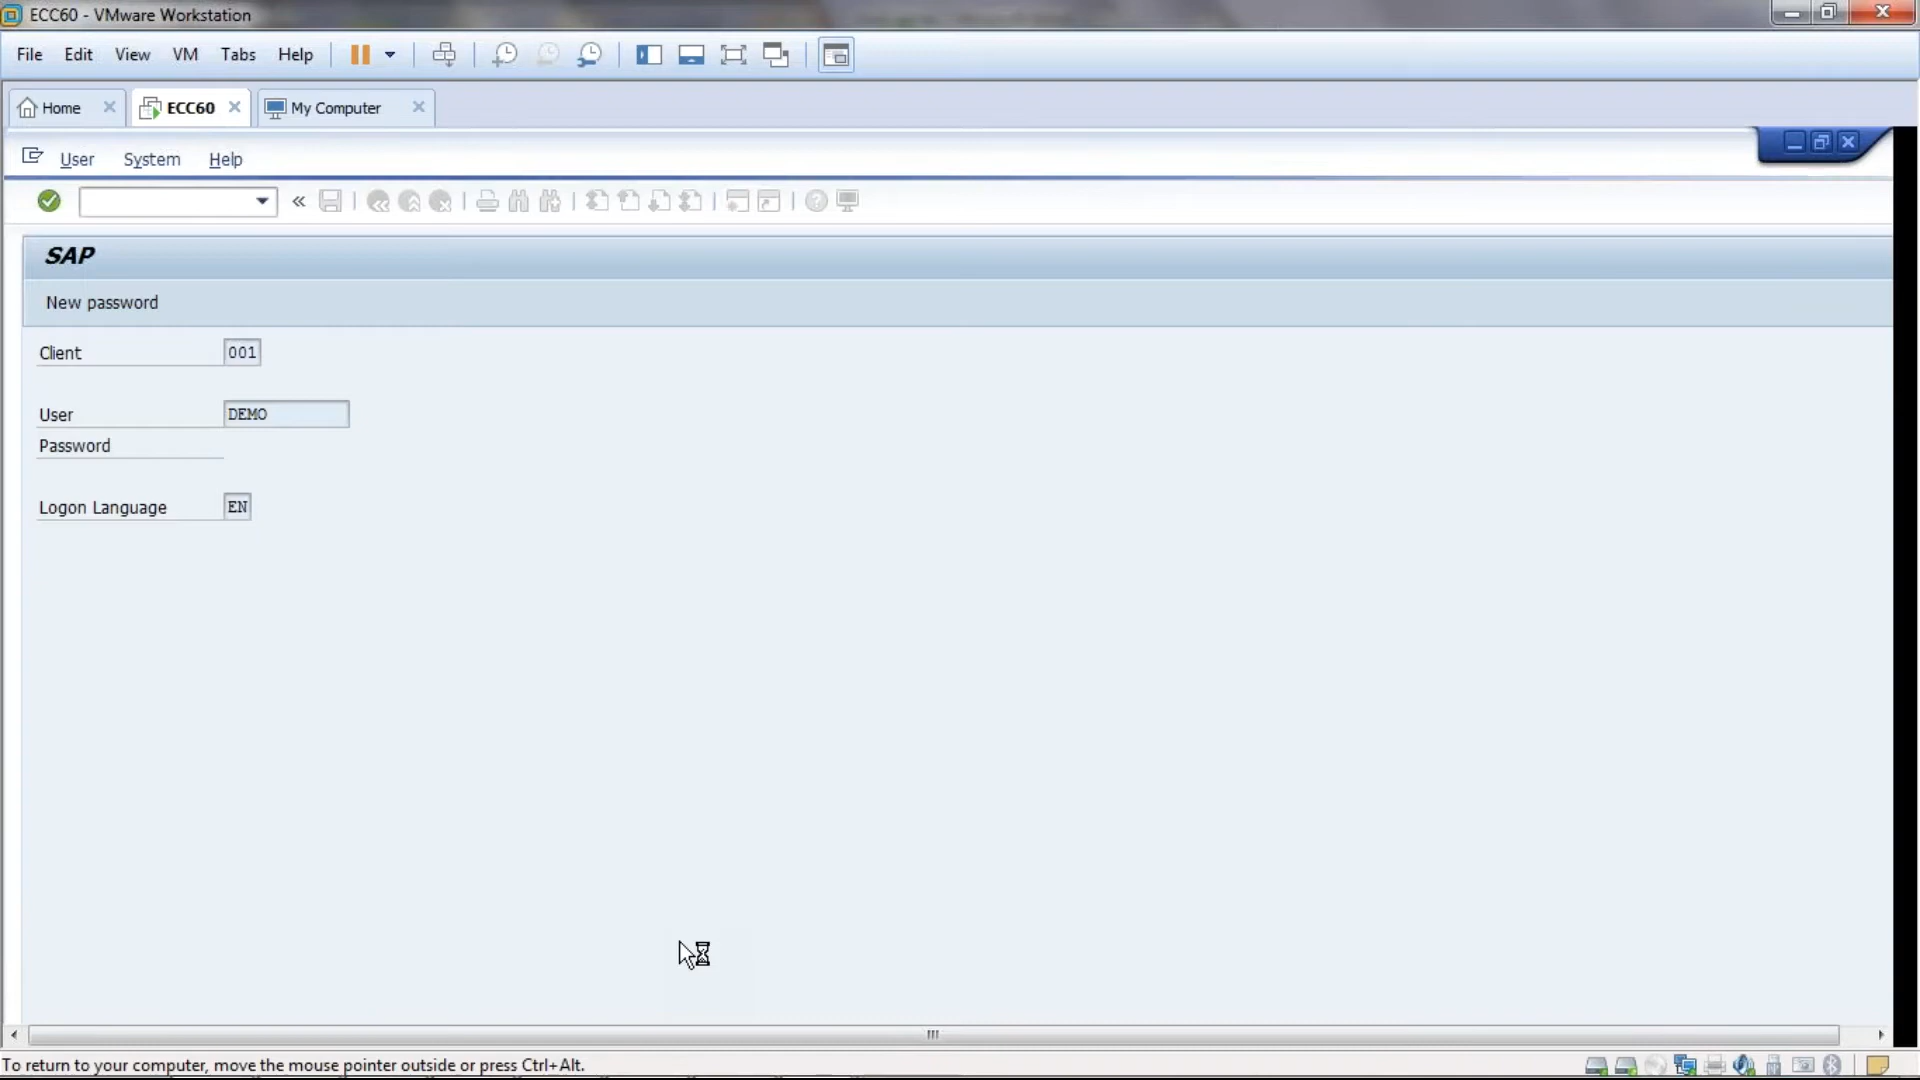 ECC60 - VMware Workstation
File Edit View VM Tabs Help
Home ECC60 My Computer
User System Help
SAP
New password
Client 001
User DEMO
Password
Logon Language EN
To return to your computer, move the mouse pointer outside or press Ctrl+Alt.